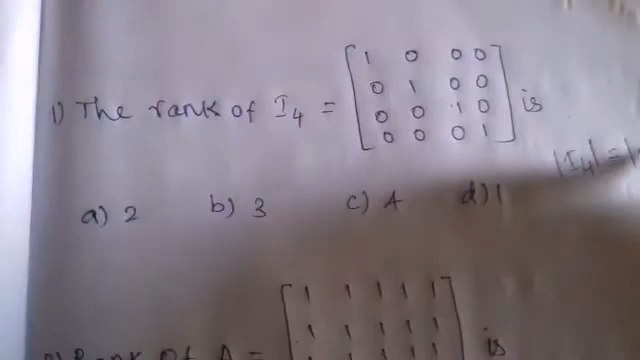 1) The rank of I4 = [1 0 0 0
0 1 0 0
0 0 1 0
0 0 0 1] is
|I4| =
a) 2 b) 3 c) 4 d) 1
[1 1 1 1 1
1 1 1 1 1
Rank of A = is